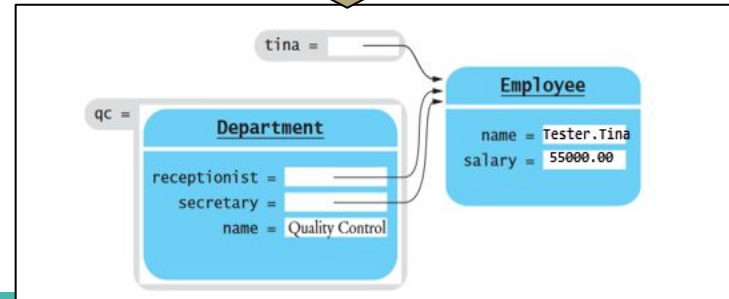 tina =
qc =
Department
receptionist =
secretary =
name = Quality Control
Employee
name = Tester.Tina
salary = 55000.00